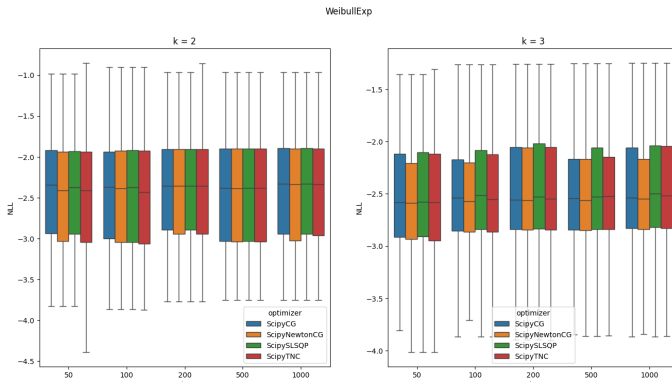 WeibullExp
k = 2
NLL
−1.0
−1.5
−2.0
−2.5
−3.0
−3.5
−4.0
−4.5
50
100
200
500
1000
optimizer
ScipyCG
ScipyNewtonCG
ScipySLSQP
ScipyTNC
k = 3
NLL
−1.5
−2.0
−2.5
−3.0
−3.5
−4.0
50
100
200
500
1000
optimizer
ScipyCG
ScipyNewtonCG
ScipySLSQP
ScipyTNC